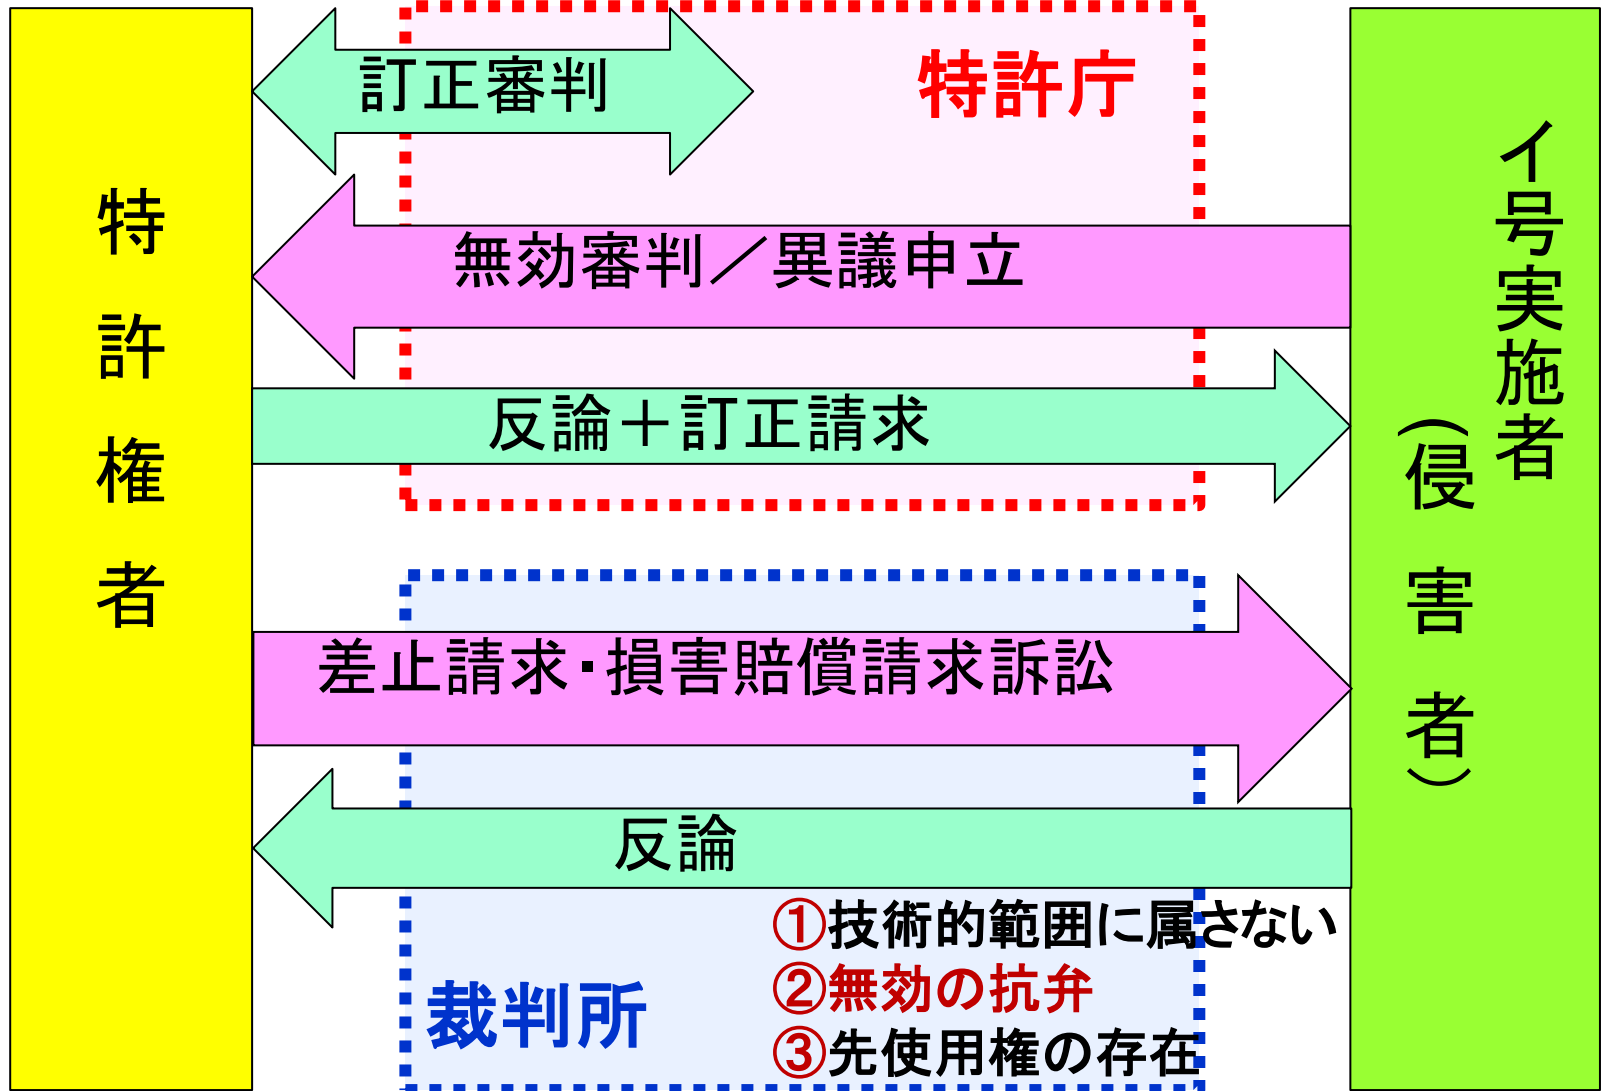 特許権者
訂正審判
特許庁
無効審判／異議申立
反論＋訂正請求
イ号実施者
（侵害者）
差止請求・損害賠償請求訴訟
反論
①技術的範囲に属さない
②無効の抗弁
③先使用権の存在
裁判所